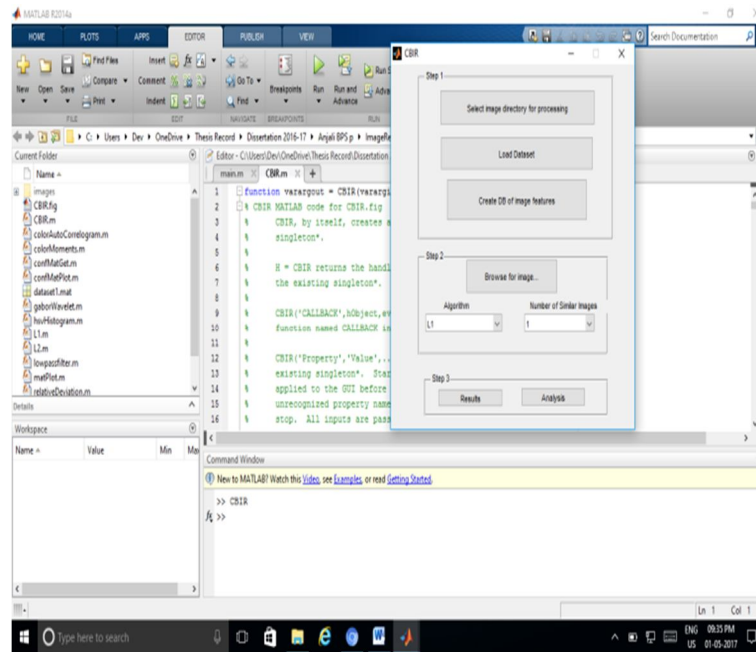 MATLAB R2014a
HOME PLOTS APPS EDITOR PUBLISH VIEW
Search Documentation
New Open Save
Find Files
Compare
Print
Insert
Comment
Indent
Go To
Find
Breakpoints
Run
Run and Advance
FILE EDIT NAVIGATE BREAKPOINTS RUN
C: Users Dev OneDrive Thesis Record Dissertation 2016-17 Anjali BPS p
Current Folder
Name
images
CBIR.fig
CBIR.m
colorAutoCorrelogram.m
colorMoments.m
confMatGet.m
confMatPlot.m
dataset1.mat
gaborWavelet.m
hsvHistogram.m
L1.m
L2.m
lowpassfilter.m
matPlot.m
relativeDeviation.m
Details
Workspace
Name Value Min
Editor - C:\Users\Dev\OneDrive\Thesis Record\Dissertation
main.m CBIR.m
1 function varargout = CBIR(varargi
2 % CBIR MATLAB code for CBIR.fig
3 % CBIR, by itself, creates a
4 % singleton*.
5 %
6 % H = CBIR returns the handl
7 % the existing singleton*.
8 %
9 % CBIR('CALLBACK',hObject,ev
10 % function named CALLBACK in
11 %
12 % CBIR('Property','Value',..
13 % existing singleton*. Star
14 % applied to the GUI before
15 % unrecognized property name
16 % stop. All inputs are pass
CBIR
Step 1
Select image directory for processing
Load Dataset
Create DB of image features
Step 2
Browse for image...
Algorithm Number of Similar Images
L1 1
Step 3
Results Analysis
Command Window
New to MATLAB? Watch this Video, see Examples, or read Getting Started.
>> CBIR
fx >>
Ln 1 Col 1
Type here to search
ENG 09:35 PM
US 01-05-2017